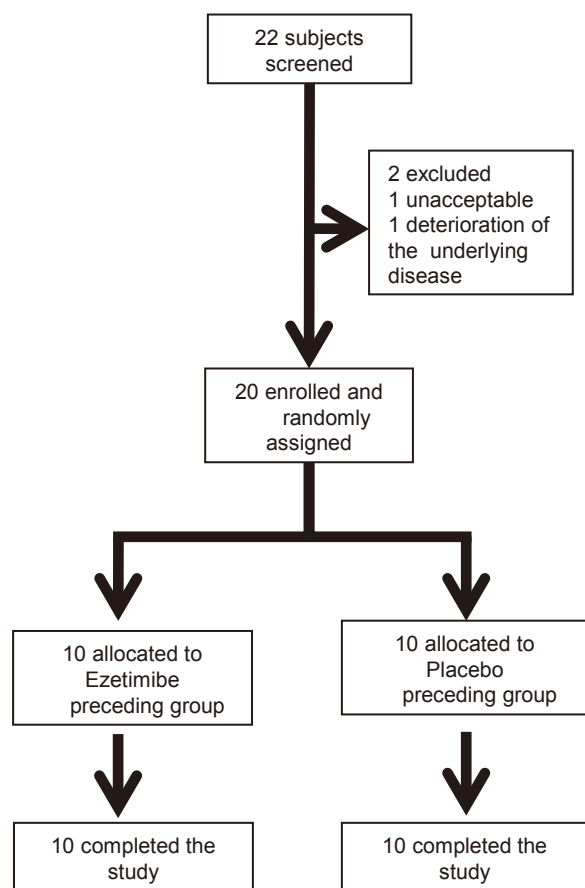 22 subjects
screened
2 excluded
1 unacceptable
1 deterioration of
the underlying
disease
20 enrolled and
randomly
assigned
10 allocated to
Ezetimibe
preceding group
10 allocated to
Placebo
preceding group
10 completed the
study
10 completed the
study